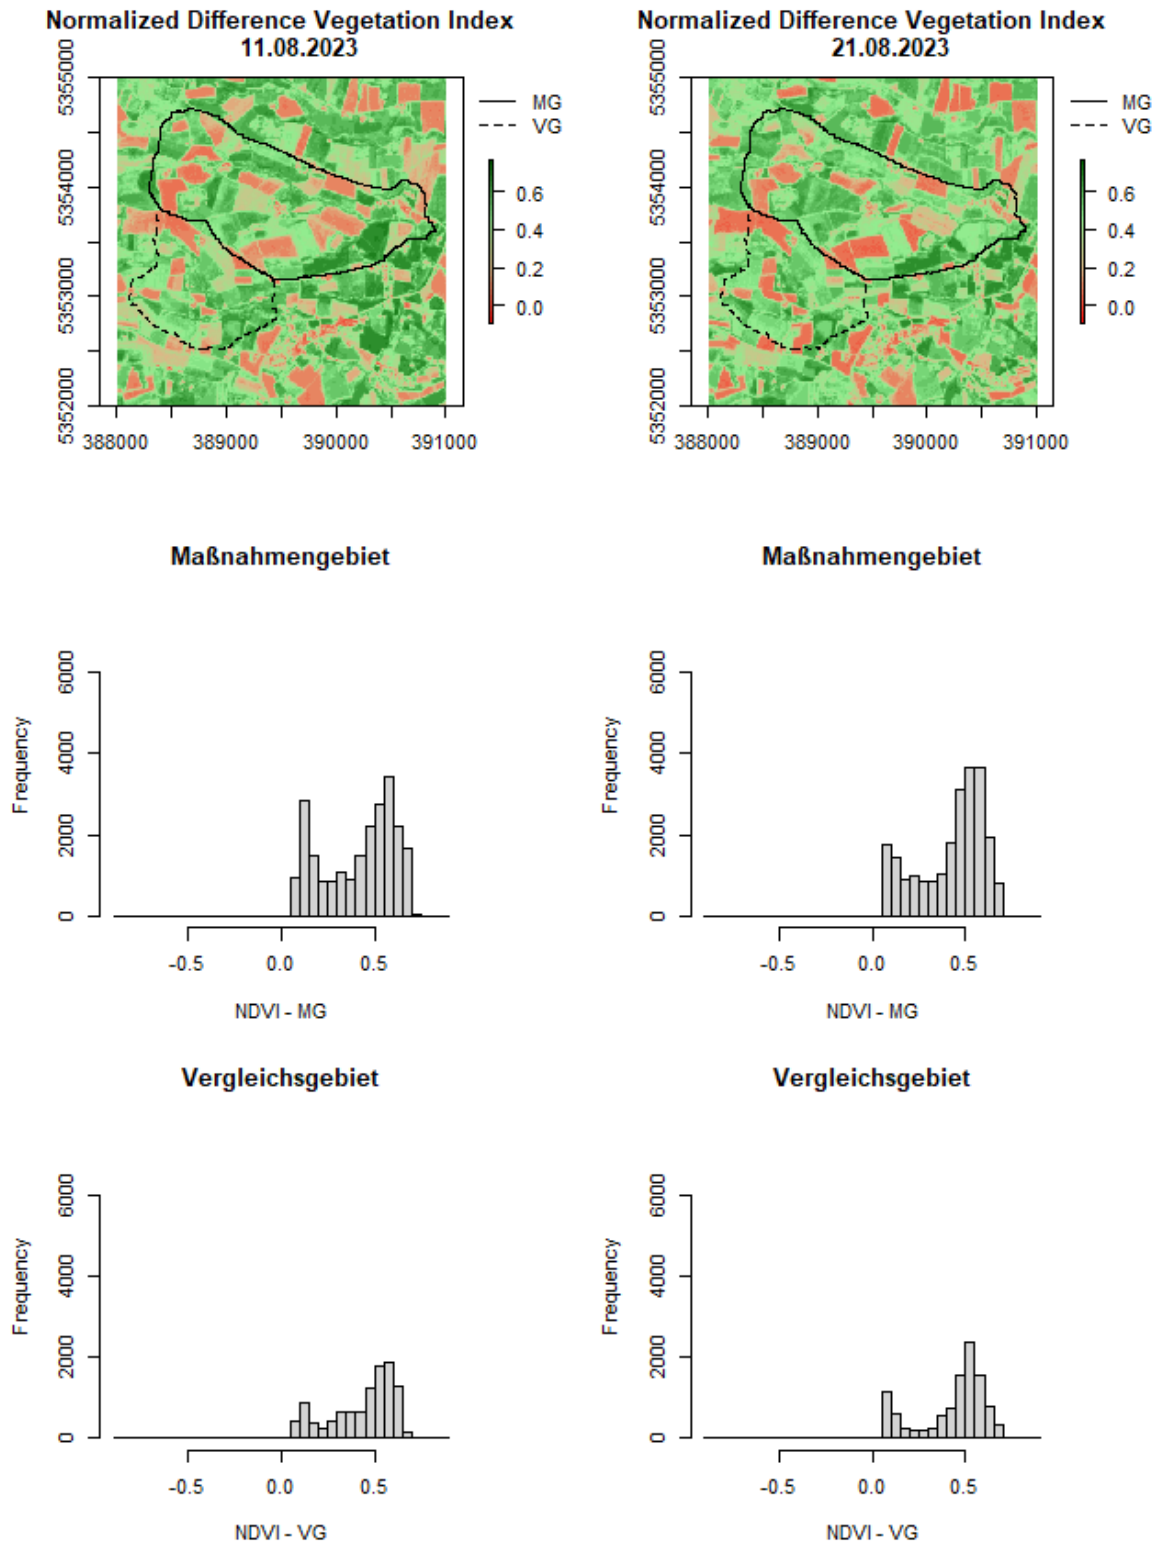 Normalized Difference Vegetation Index
11.08.2023
5355000
5354000
5353000
5352000
388000 389000 390000 391000
MG
VG
0.6
0.4
0.2
0.0
Normalized Difference Vegetation Index
21.08.2023
5355000
5354000
5353000
5352000
388000 389000 390000 391000
MG
VG
0.6
0.4
0.2
0.0
Maßnahmengebiet
Frequency
6000
4000
2000
0
-0.5 0.0 0.5
NDVI - MG
Maßnahmengebiet
Frequency
6000
4000
2000
0
-0.5 0.0 0.5
NDVI - MG
Vergleichsgebiet
Frequency
6000
4000
2000
0
-0.5 0.0 0.5
NDVI - VG
Vergleichsgebiet
Frequency
6000
4000
2000
0
-0.5 0.0 0.5
NDVI - VG